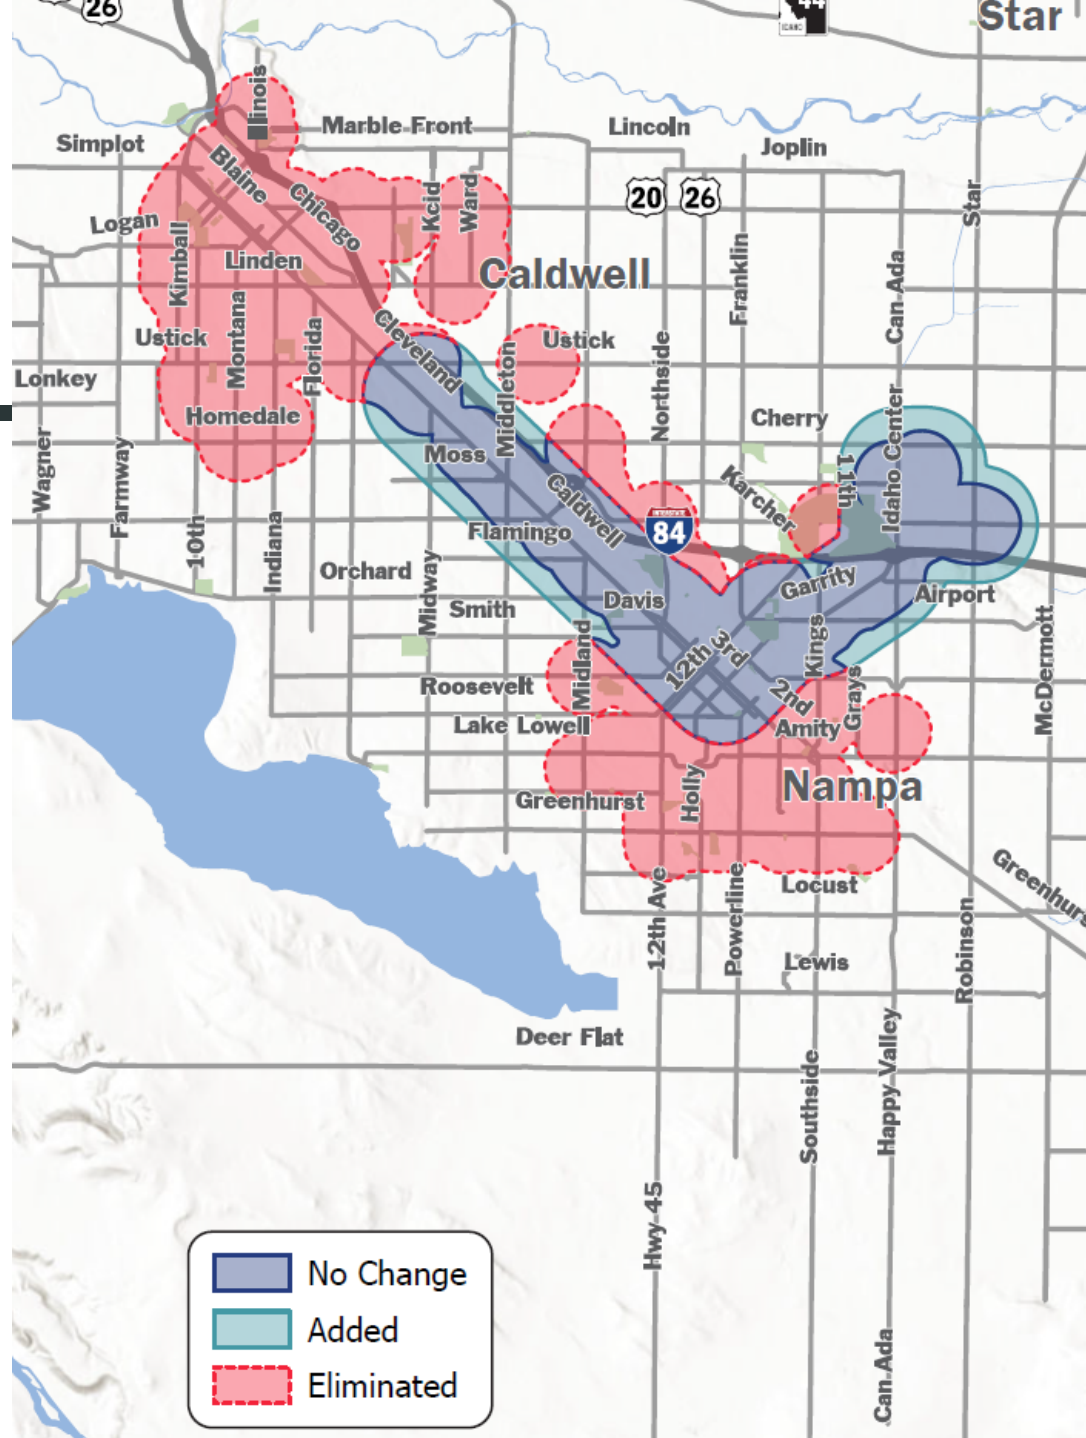 26
44
IDAHO
Star
Illinois
Marble Front
Lincoln
Simplot
Joplin
Blaine
Chicago
Kcid
Ward
20
26
Star
Logan
Kimball
Linden
Caldwell
Franklin
Can-Ada
Montana
Ustick
Florida
Cleveland
Middleton
Ustick
Northside
Lonkey
Homedale
Cherry
Idaho Center
Wagner
Farmway
Moss
11th
Karcher
10th
Indiana
Caldwell
Flamingo
84
Orchard
Midway
Garrity
Airport
Smith
Davis
Kings
McDermott
Midland
12th
3rd
Roosevelt
2nd
Grays
Lake Lowell
Amity
Nampa
Holly
Greenhurst
Greenhurs
Locust
12th Ave
Powerline
Robinson
Lewis
Deer Flat
Southside
Happy Valley
Hwy 45
Can-Ada
No Change
Added
Eliminated